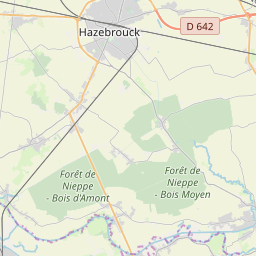 D 642
Hazebrouck
Forêt de
Nieppe
- Bois d'Amont
Forêt de
Nieppe
- Bois Moyen